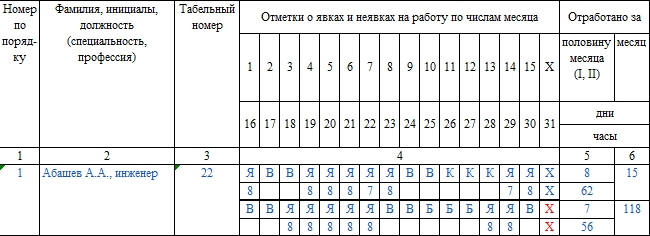 Номер по поряд-ку Фамилия, инициалы, должность (специальность, профессия) Табельный номер Отметки о явках и неявках на работу по числам месяца Отработано за
1 2 3 4 5 6 7 8 9 10 11 12 13 14 15 Х половину месяца (I, II) месяц
16 17 18 19 20 21 22 23 24 25 26 27 28 29 30 31 дни
часы
1 2 3 4 5 6
1 Абашев А.А., инженер 22 Я В В Я Я Я Я Я В В К К К Я Я Х 8 15
8 8 8 8 7 8 7 8 Х 62
В В Я Я Я Я Я В В Б Б Б Я Я В Х 7 118
8 8 8 8 8 8 8 Х 56